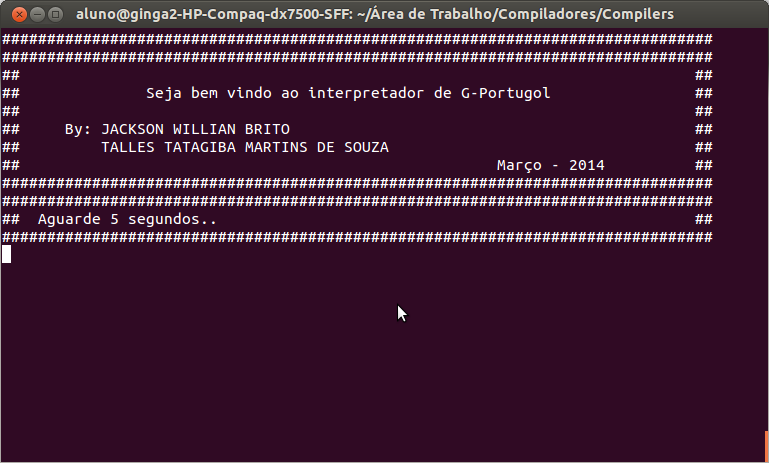 aluno@ginga2-HP-Compaq-dx7500-SFF: ~/Área de Trabalho/Compiladores/Compilers
###############################################################################
###############################################################################
## ##
## Seja bem vindo ao interpretador de G-Portugol ##
## ##
## By: JACKSON WILLIAN BRITO ##
## TALLES TATAGIBA MARTINS DE SOUZA ##
## Março - 2014 ##
###############################################################################
###############################################################################
## Aguarde 5 segundos.. ##
###############################################################################